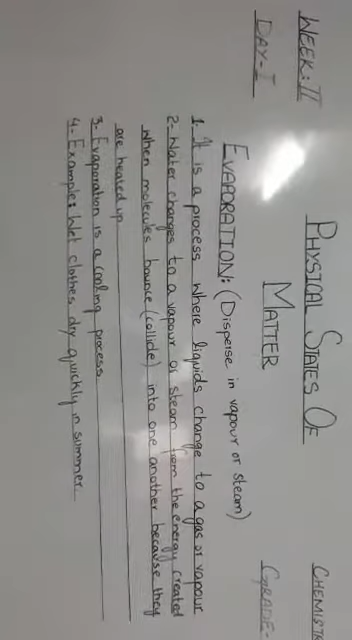 WEEK: II
CHEMISTR
PHYSICAL STATES OF
MATTER
DAY-I
GRADE-
EVAPORATION: (Disperse in vapour or steam)
1- It is a process where liquids change to a gas or vapour
2- Water changes to a vapour or steam from the energy created
when molecules bounce (collide) into one another because they
are heated up.
3- Evaporation is a cooling process
4- Example: Wet clothes dry quickly in summer.